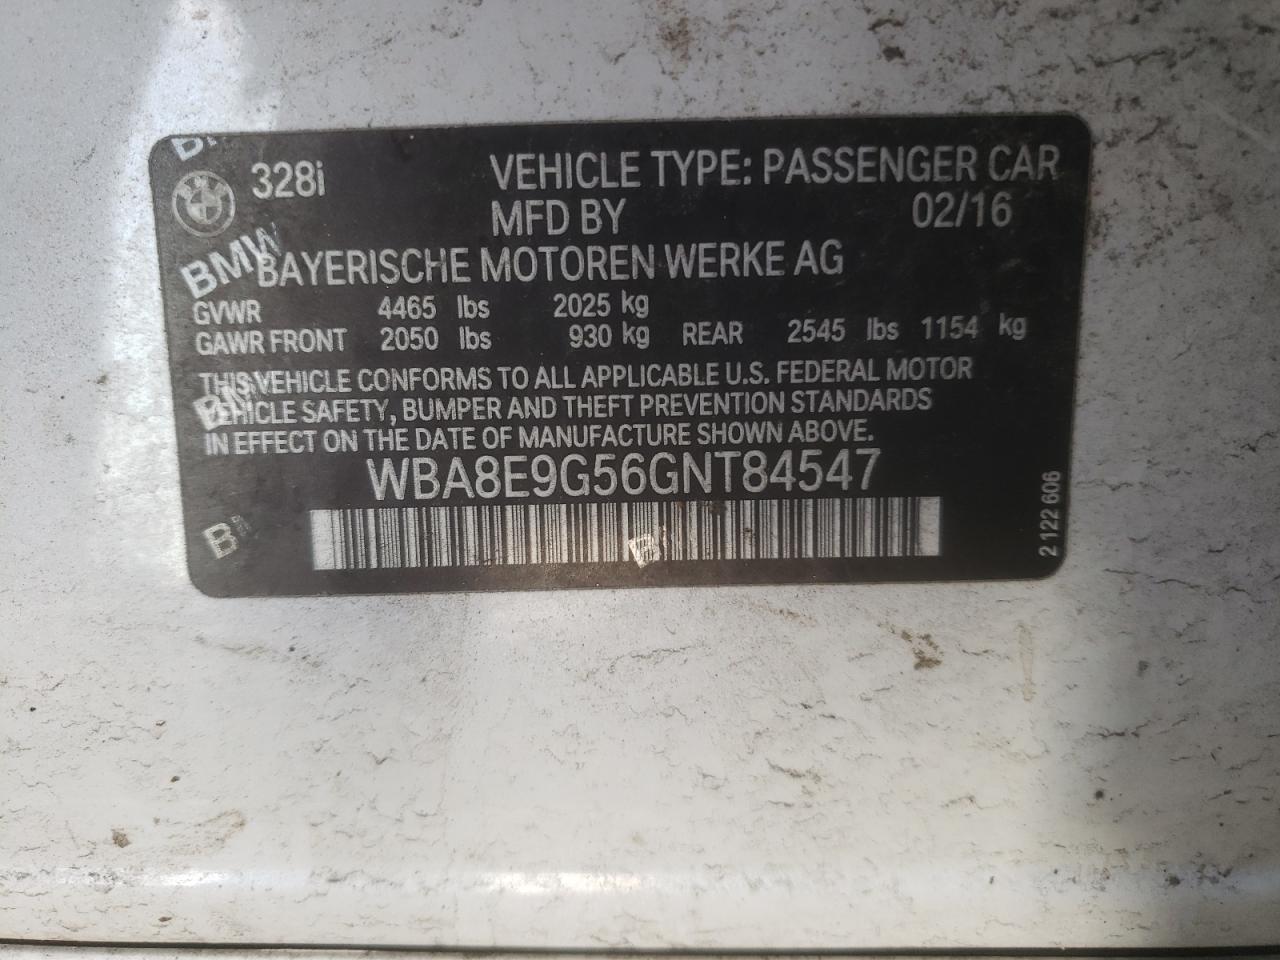 328i VEHICLE TYPE: PASSENGER CAR
MFD BY 02/16
BMW
BAYERISCHE MOTOREN WERKE AG
GVWR 4465 lbs 2025 kg
GAWR FRONT 2050 lbs 930 kg REAR 2545 lbs 1154 kg
THIS VEHICLE CONFORMS TO ALL APPLICABLE U.S. FEDERAL MOTOR
VEHICLE SAFETY, BUMPER AND THEFT PREVENTION STANDARDS
IN EFFECT ON THE DATE OF MANUFACTURE SHOWN ABOVE.
WBA8E9G56GNT84547
2 122 606